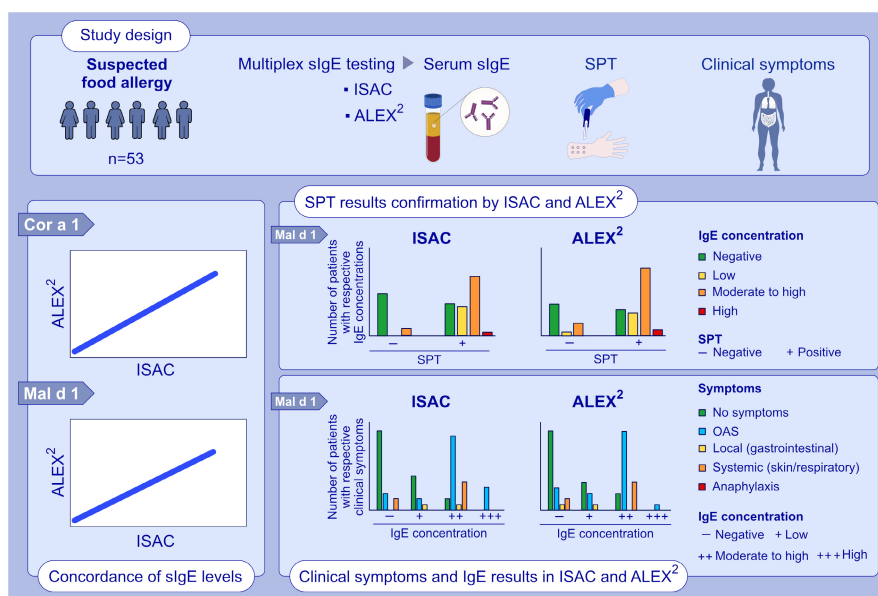 Study design
Suspected
food allergy
n=53
Multiplex sIgE testing
▪ ISAC
▪ ALEX²
Serum sIgE
SPT
Clinical symptoms
Cor a 1
ALEX²
ISAC
Mal d 1
ALEX²
ISAC
Concordance of sIgE levels
SPT results confirmation by ISAC and ALEX²
Mal d 1
Number of patients
with respective
IgE concentrations
ISAC
– +
SPT
ALEX²
– +
SPT
IgE concentration
Negative
Low
Moderate to high
High
SPT
– Negative + Positive
Mal d 1
Number of patients
with respective
clinical symptoms
ISAC
– + ++ +++
IgE concentration
ALEX²
– + ++ +++
IgE concentration
Symptoms
No symptoms
OAS
Local (gastrointestinal)
Systemic (skin/respiratory)
Anaphylaxis
IgE concentration
– Negative + Low
++ Moderate to high +++ High
Clinical symptoms and IgE results in ISAC and ALEX²